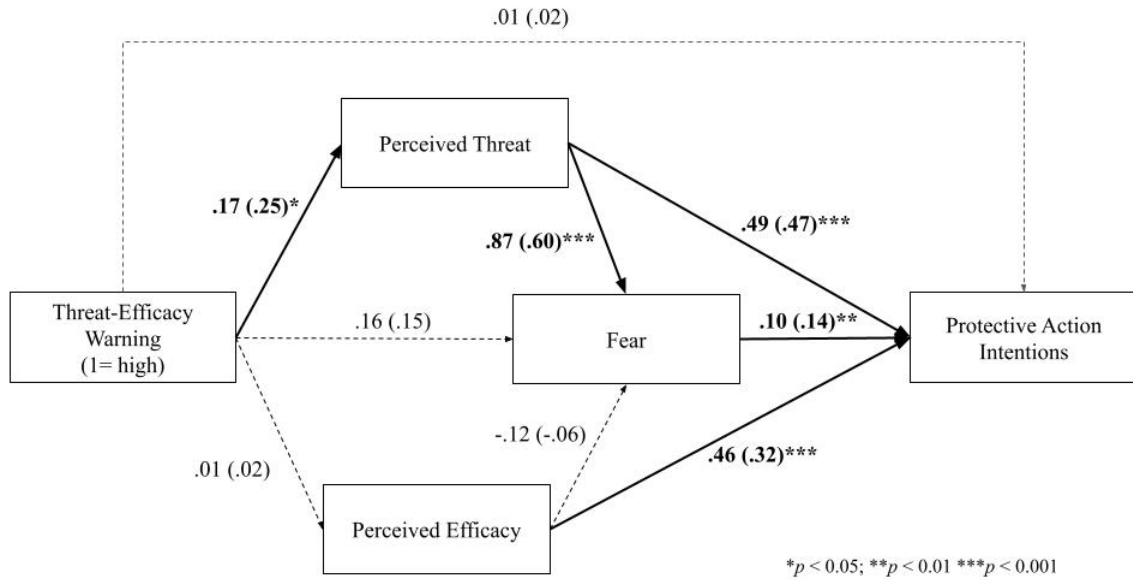 .01 (.02)
Perceived Threat
.17 (.25)*
.49 (.47)***
.87 (.60)***
Threat-Efficacy
Warning
(1= high)
.16 (.15)
Fear
.10 (.14)**
Protective Action
Intentions
-.12 (-.06)
.01 (.02)
.46 (.32)***
Perceived Efficacy
*p < 0.05; **p < 0.01 ***p < 0.001